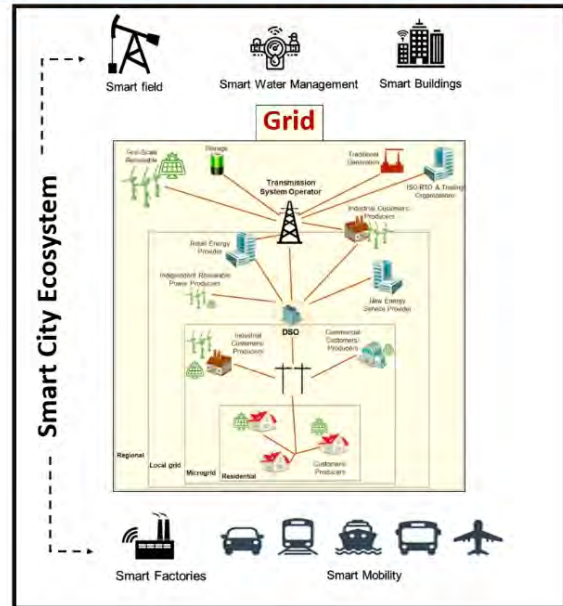 Smart City Ecosystem
Smart field
Smart Water Management
Smart Buildings
Grid
Grid-Scale
Renewable
Storage
Traditional
Generation
ISO/RTO & Trading
Organizations
Transmission
System Operator
Industrial Customers/
Producers
Retail Energy
Provider
Independent Renewable
Power Producers
New Energy
Service Provider
DSO
Industrial
Customers/
Producers
Commercial
Customers/
Producers
Customers/
Producers
Regional
Local grid
Microgrid
Residential
Smart Factories
Smart Mobility